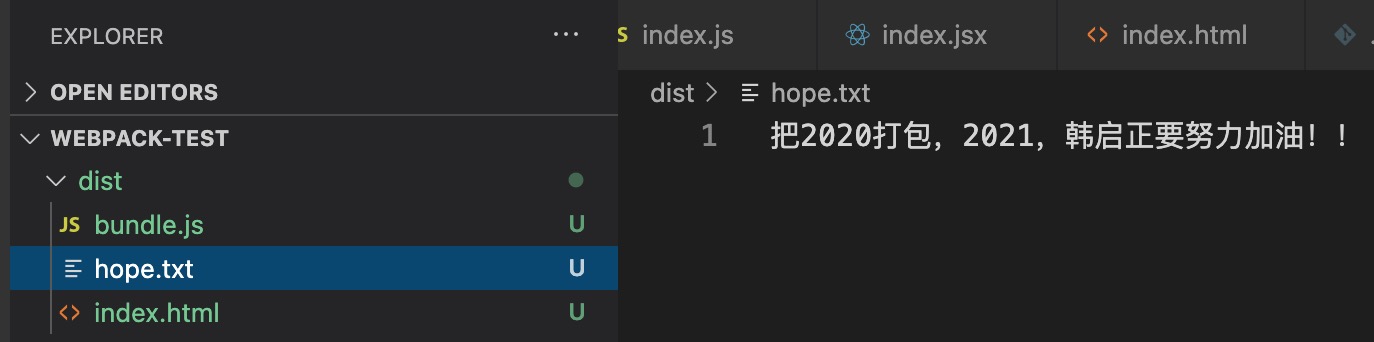 EXPLORER
···
OPEN EDITORS
WEBPACK-TEST
dist
JS bundle.js U
hope.txt U
index.html U
index.js
index.jsx
index.html
dist > hope.txt
1 把2020打包，2021，韩启正要努力加油！！